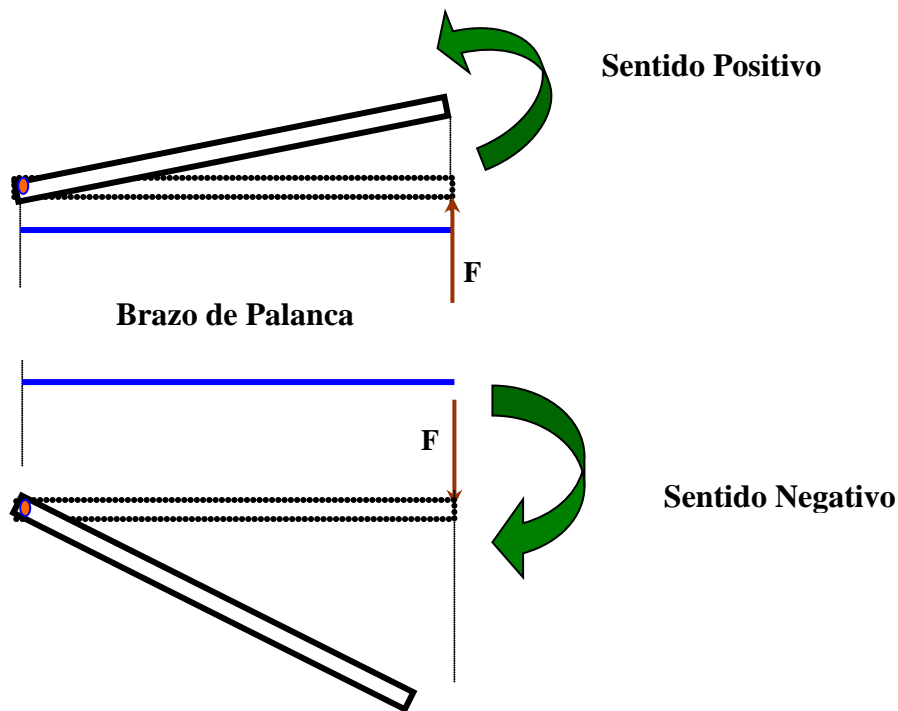 Sentido Positivo
F
Brazo de Palanca
F
Sentido Negativo